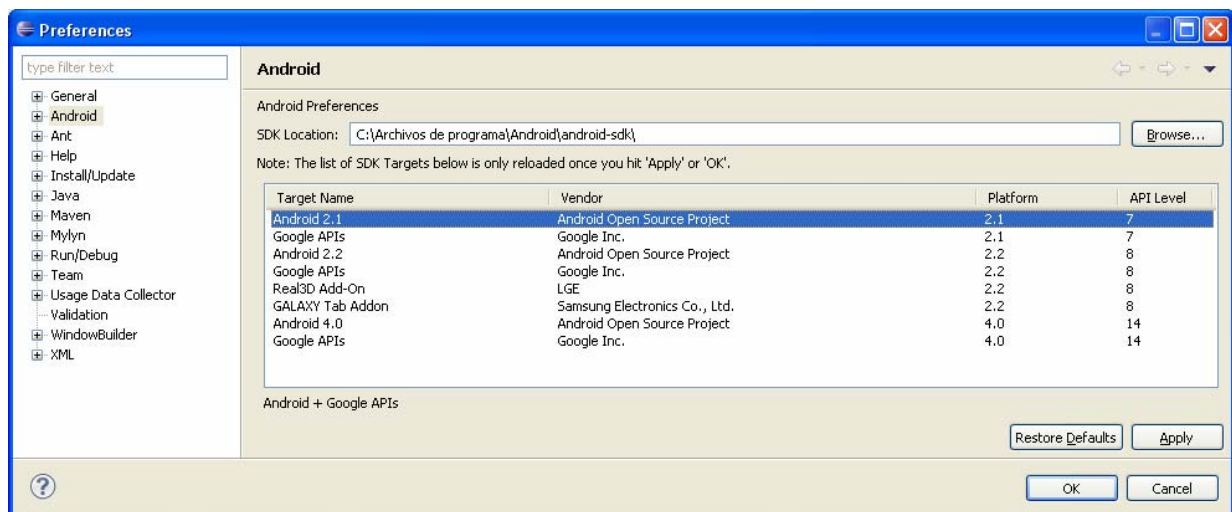 Preferences
type filter text
General
Android
Ant
Help
Install/Update
Java
Maven
Mylyn
Run/Debug
Team
Usage Data Collector
Validation
WindowBuilder
XML
Android
Android Preferences
SDK Location: C:\Archivos de programa\Android\android-sdk\ Browse...
Note: The list of SDK Targets below is only reloaded once you hit 'Apply' or 'OK'.
Target Name Vendor Platform API Level
Android 2.1 Android Open Source Project 2.1 7
Google APIs Google Inc. 2.1 7
Android 2.2 Android Open Source Project 2.2 8
Google APIs Google Inc. 2.2 8
Real3D Add-On LGE 2.2 8
GALAXY Tab Addon Samsung Electronics Co., Ltd. 2.2 8
Android 4.0 Android Open Source Project 4.0 14
Google APIs Google Inc. 4.0 14
Android + Google APIs
Restore Defaults Apply
? OK Cancel